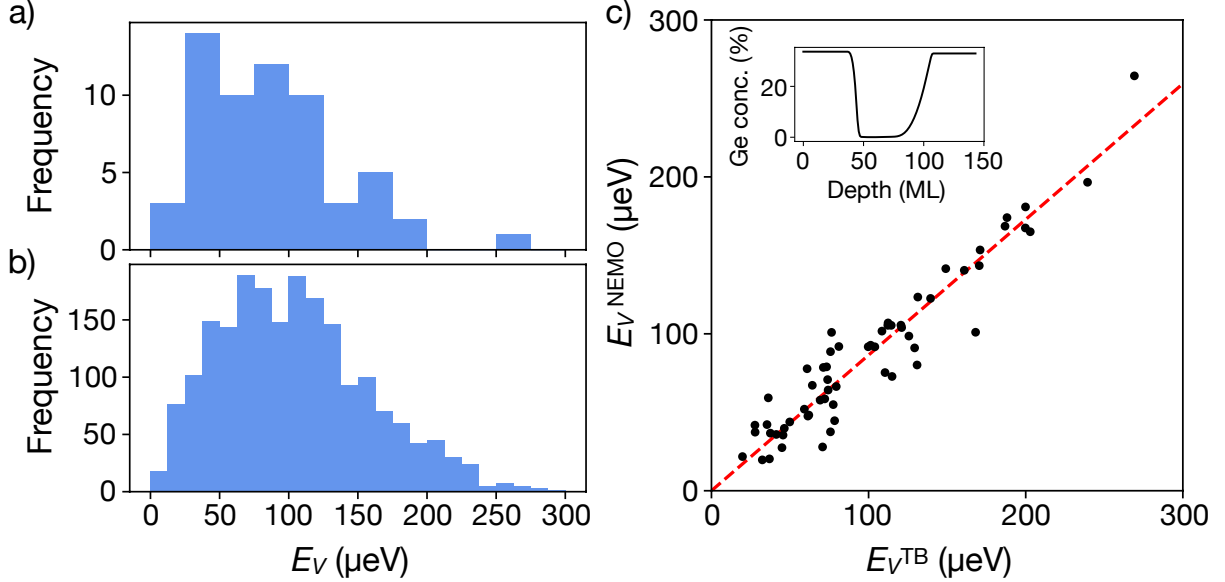 a)
Frequency
10
5
0
b)
Frequency
150
100
50
0
0 50 100 150 200 250 300
E_V (μeV)
c)
E_V^NEMO (μeV)
300
200
100
0
0 100 200 300
E_V^TB (μeV)
Ge conc. (%)
20
0
0 50 100 150
Depth (ML)